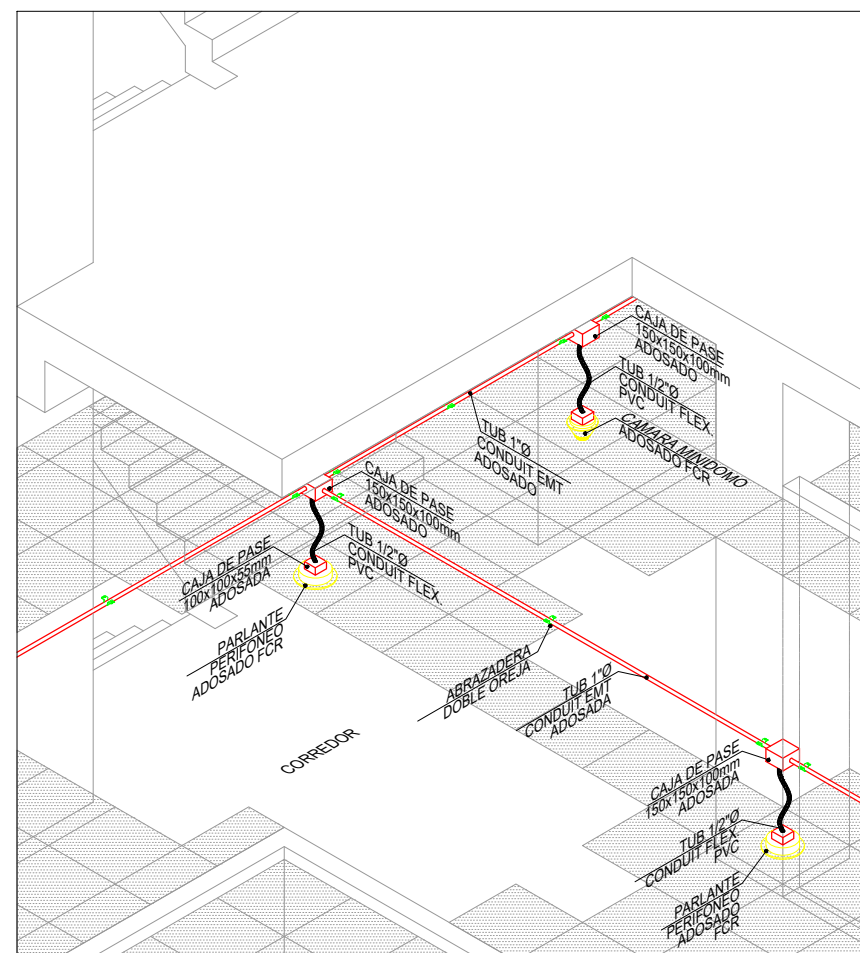 CAJA DE PASE
150x150x100mm
ADOSADO
TUB 1/2"Ø
CONDUIT FLEX.
PVC
CAMARA MINIDOMO
ADOSADO FCR
TUB 1"Ø
CONDUIT EMT
ADOSADO
CAJA DE PASE
150x150x100mm
ADOSADO
TUB 1/2"Ø
CONDUIT FLEX.
PVC
CAJA DE PASE
100x100x55mm
ADOSADA
PARLANTE
PERIFONEO
ADOSADO FCR
ABRAZADERA
DOBLE OREJA
TUB 1"Ø
CONDUIT EMT
ADOSADA
CORREDOR
CAJA DE PASE
150x150x100mm
ADOSADA
TUB 1/2"Ø
CONDUIT FLEX.
PVC
PARLANTE
PERIFONEO
ADOSADO
FCR